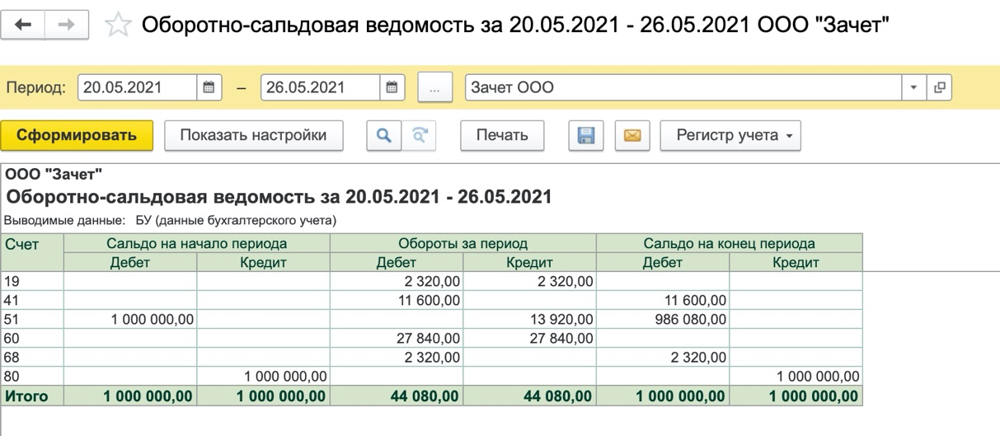 Оборотно-сальдовая ведомость за 20.05.2021 - 26.05.2021 ООО "Зачет"
Период: 20.05.2021 – 26.05.2021 ... Зачет ООО
Сформировать Показать настройки Печать Регистр учета
ООО "Зачет"
Оборотно-сальдовая ведомость за 20.05.2021 - 26.05.2021
Выводимые данные: БУ (данные бухгалтерского учета)
Счет Сальдо на начало периода Обороты за период Сальдо на конец периода
Дебет Кредит Дебет Кредит Дебет Кредит
19 2 320,00 2 320,00
41 11 600,00 11 600,00
51 1 000 000,00 13 920,00 986 080,00
60 27 840,00 27 840,00
68 2 320,00 2 320,00
80 1 000 000,00 1 000 000,00
Итого 1 000 000,00 1 000 000,00 44 080,00 44 080,00 1 000 000,00 1 000 000,00